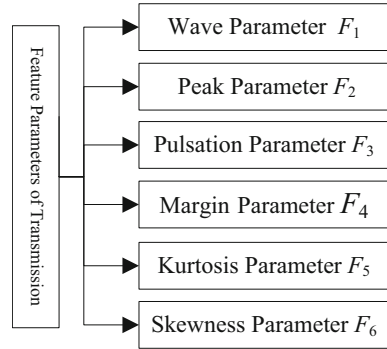 Feature Parameters of Transmission
Wave Parameter F₁
Peak Parameter F₂
Pulsation Parameter F₃
Margin Parameter F₄
Kurtosis Parameter F₅
Skewness Parameter F₆